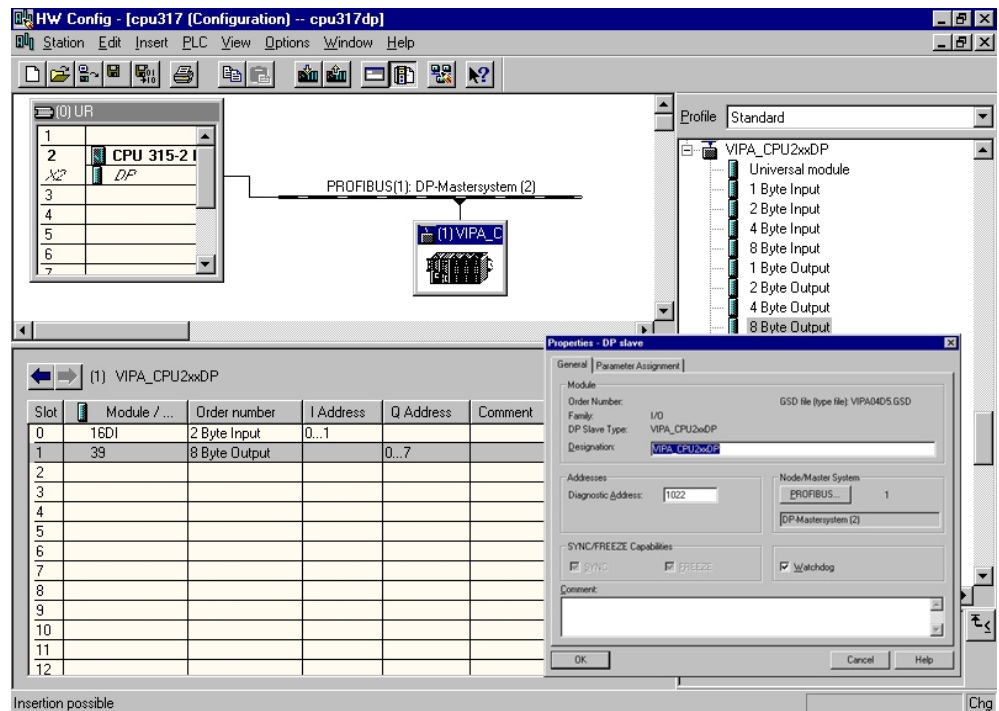 HW Config - [cpu317 (Configuration) -- cpu317dp]
Station Edit Insert PLC View Options Window Help
(0) UR
1
2 CPU 315-2
X2 DP
3
4
5
6
7
PROFIBUS(1): DP-Mastersystem (2)
(1) VIPA_C
Profile Standard
VIPA_CPU2xxDP
Universal module
1 Byte Input
2 Byte Input
4 Byte Input
8 Byte Input
1 Byte Output
2 Byte Output
4 Byte Output
8 Byte Output
(1) VIPA_CPU2xxDP
Slot Module / ... Order number I Address Q Address Comment
0 16DI 2 Byte Input 0...1
1 39 8 Byte Output 0...7
2
3
4
5
6
7
8
9
10
11
12
Properties - DP slave
General Parameter Assignment
Module
Order Number: GSD file (type file): VIPA04D5.GSD
Family: I/O
DP Slave Type: VIPA_CPU2xxDP
Designation: VIPA_CPU2xxDP
Addresses
Diagnostic Address: 1022
Node/Master System
PROFIBUS... 1
DP-Mastersystem (2)
SYNC/FREEZE Capabilities
SYNC FREEZE
Watchdog
Comment:
OK Cancel Help
Insertion possible Chg